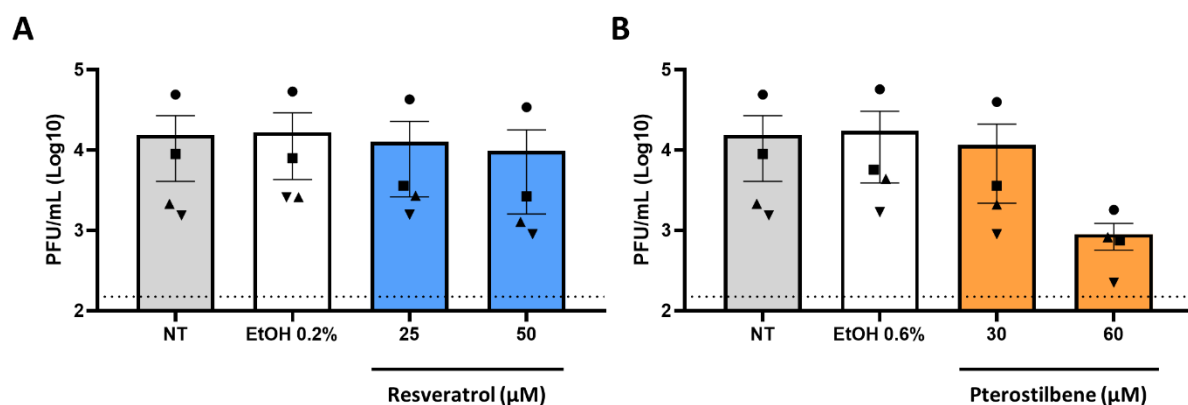 A
B
PFU/mL (Log10)
5
4
3
2
NT
EtOH 0.2%
25
50
Resveratrol (µM)
PFU/mL (Log10)
5
4
3
2
NT
EtOH 0.6%
30
60
Pterostilbene (µM)